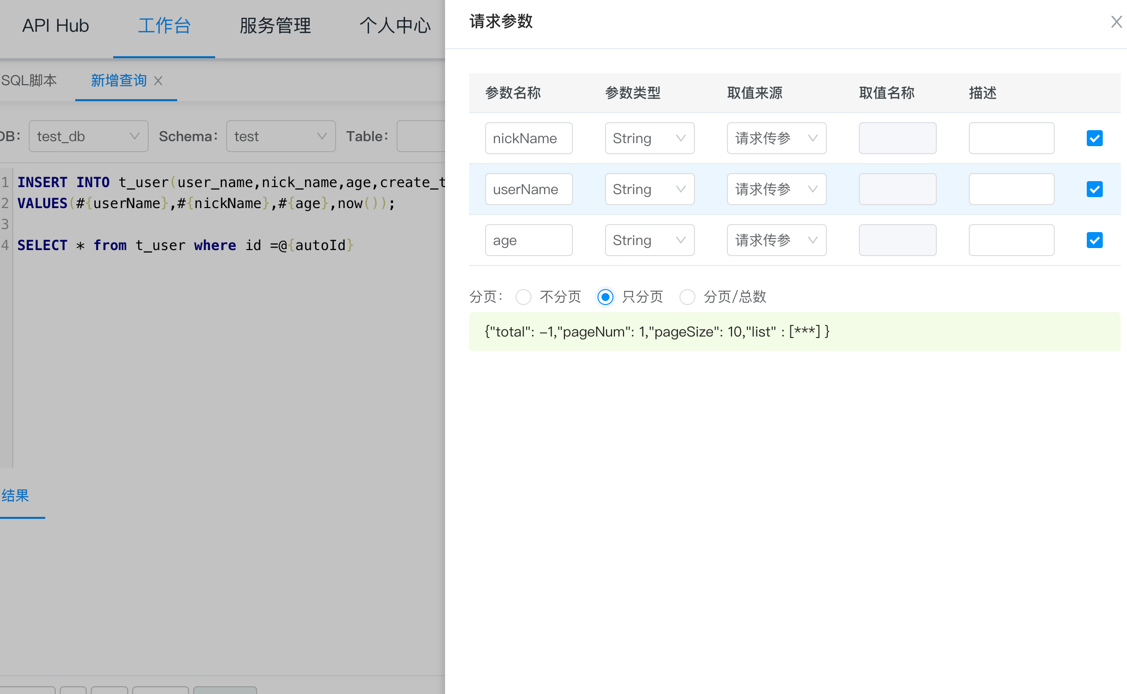 API Hub 工作台 服务管理 个人中心
SQL脚本 新增查询
DB: test_db Schema: test Table:
1 INSERT INTO t_user(user_name,nick_name,age,create_t
2 VALUES(#{userName},#{nickName},#{age},now());
3
4 SELECT * from t_user where id =@{autoId}
结果
请求参数
参数名称 参数类型 取值来源 取值名称 描述
nickName String 请求传参
userName String 请求传参
age String 请求传参
分页: 不分页 只分页 分页/总数
{"total": -1,"pageNum": 1,"pageSize": 10,"list" : [***] }